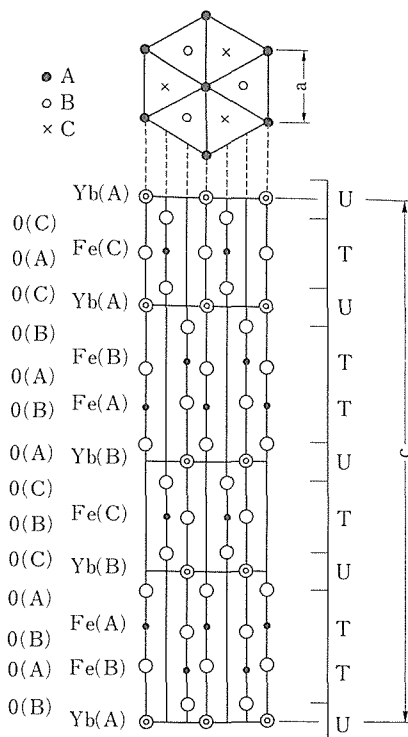 A
B
C
a
Yb(A) U
0(C)
Fe(C)
0(A) T
0(C)
Yb(A) U
0(B)
Fe(B) T
0(A)
0(B) Fe(A) T
0(A)
Yb(B) U
0(C)
0(B) Fe(C) T
0(C)
Yb(B) U
0(A)
Fe(A) T
0(B)
0(A) Fe(B) T
0(B)
Yb(A) U
c